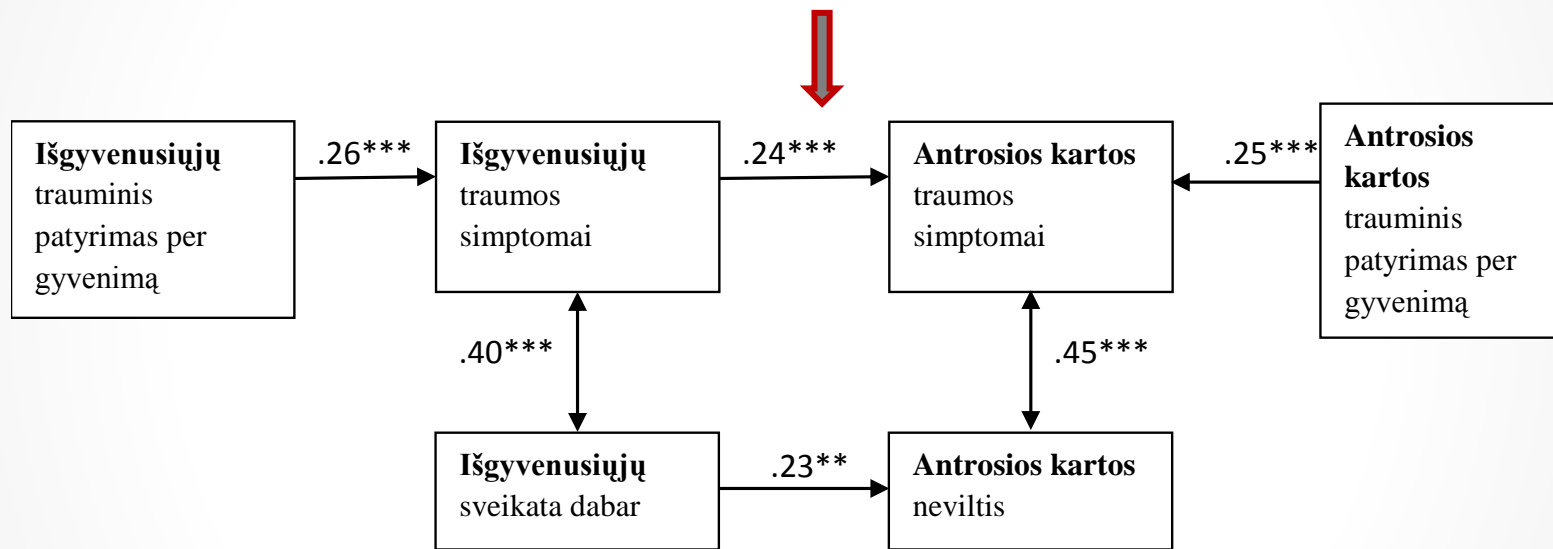 Išgyvenusiųjų
trauminis
patyrimas per
gyvenimą
.26***
Išgyvenusiųjų
traumos
simptomai
.24***
Antrosios kartos
traumos
simptomai
.25***
Antrosios
kartos
trauminis
patyrimas per
gyvenimą
.40***
.45***
Išgyvenusiųjų
sveikata dabar
.23**
Antrosios kartos
neviltis